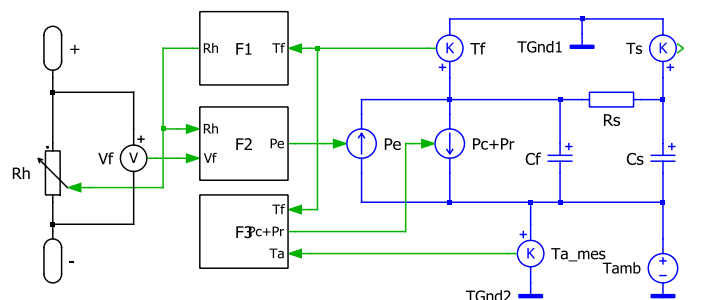 +
F1
Rh
Tf
K
Tf
TGnd1
Ts
K
+
+
Rs
Vf
+
V
Rh
F2
Rh
Pe
Vf
Pe
Pc+Pr
Cf
+
Cs
+
Tf
F3
Pc+Pr
Ta
+
K
Ta_mes
Tamb
+
-
TGnd2
-